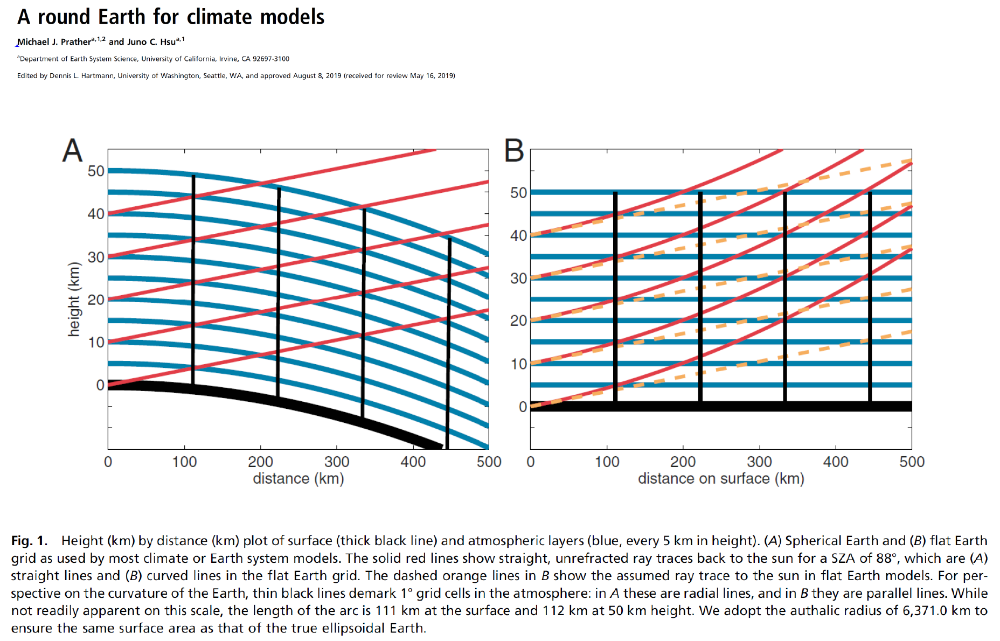 A round Earth for climate models
Michael J. Prather^a,1,2 and Juno C. Hsu^a,1
^aDepartment of Earth System Science, University of California, Irvine, CA 92697-3100
Edited by Dennis L. Hartmann, University of Washington, Seattle, WA, and approved August 8, 2019 (received for review May 16, 2019)
A
50
40
30
20
10
0
height (km)
0 100 200 300 400 500
distance (km)
B
50
40
30
20
10
0
0 100 200 300 400 500
distance on surface (km)
Fig. 1. Height (km) by distance (km) plot of surface (thick black line) and atmospheric layers (blue, every 5 km in height). (A) Spherical Earth and (B) flat Earth
grid as used by most climate or Earth system models. The solid red lines show straight, unrefracted ray traces back to the sun for a SZA of 88°, which are (A)
straight lines and (B) curved lines in the flat Earth grid. The dashed orange lines in B show the assumed ray trace to the sun in flat Earth models. For per-
spective on the curvature of the Earth, thin black lines demark 1° grid cells in the atmosphere: in A these are radial lines, and in B they are parallel lines. While
not readily apparent on this scale, the length of the arc is 111 km at the surface and 112 km at 50 km height. We adopt the authalic radius of 6,371.0 km to
ensure the same surface area as that of the true ellipsoidal Earth.